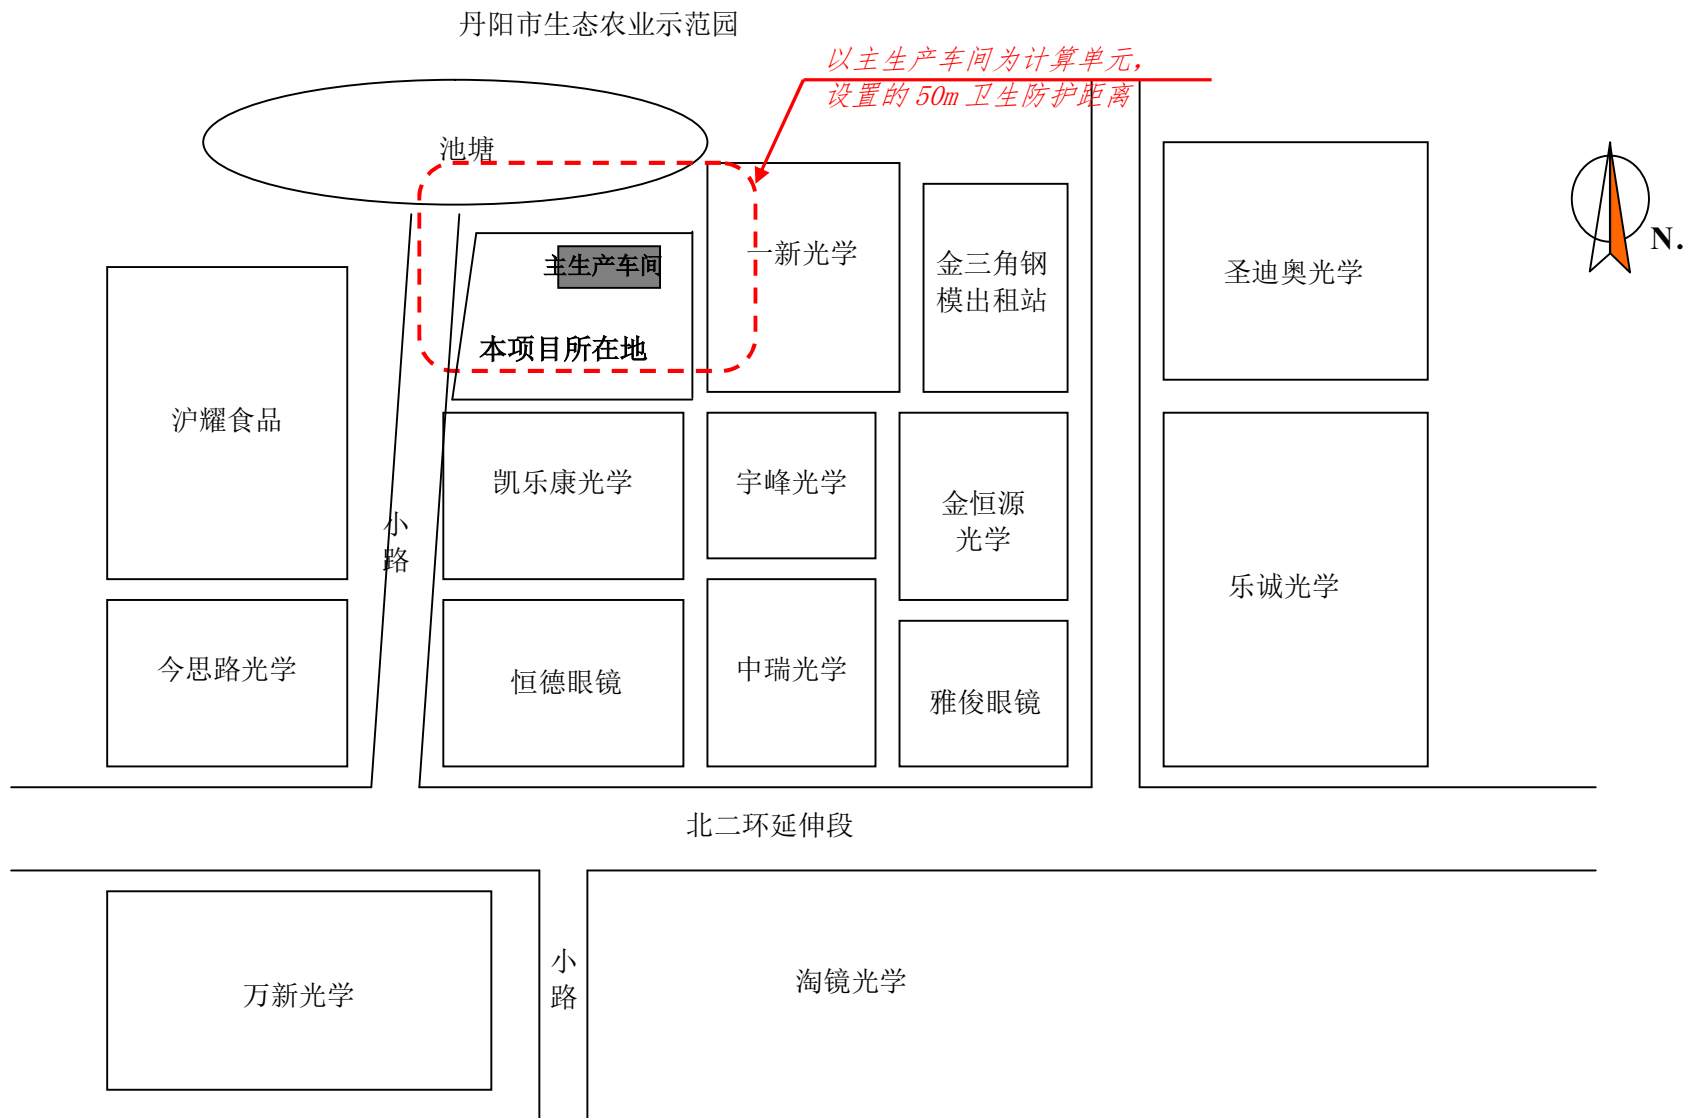 丹阳市生态农业示范园
以主生产车间为计算单元，
设置的 50m 卫生防护距离
池塘
一新光学
金三角钢
模出租站
圣迪奥光学
N.
主生产车间
本项目所在地
沪耀食品
凯乐康光学
宇峰光学
金恒源
光学
小
路
乐诚光学
今思路光学
恒德眼镜
中瑞光学
雅俊眼镜
北二环延伸段
万新光学
小
路
淘镜光学